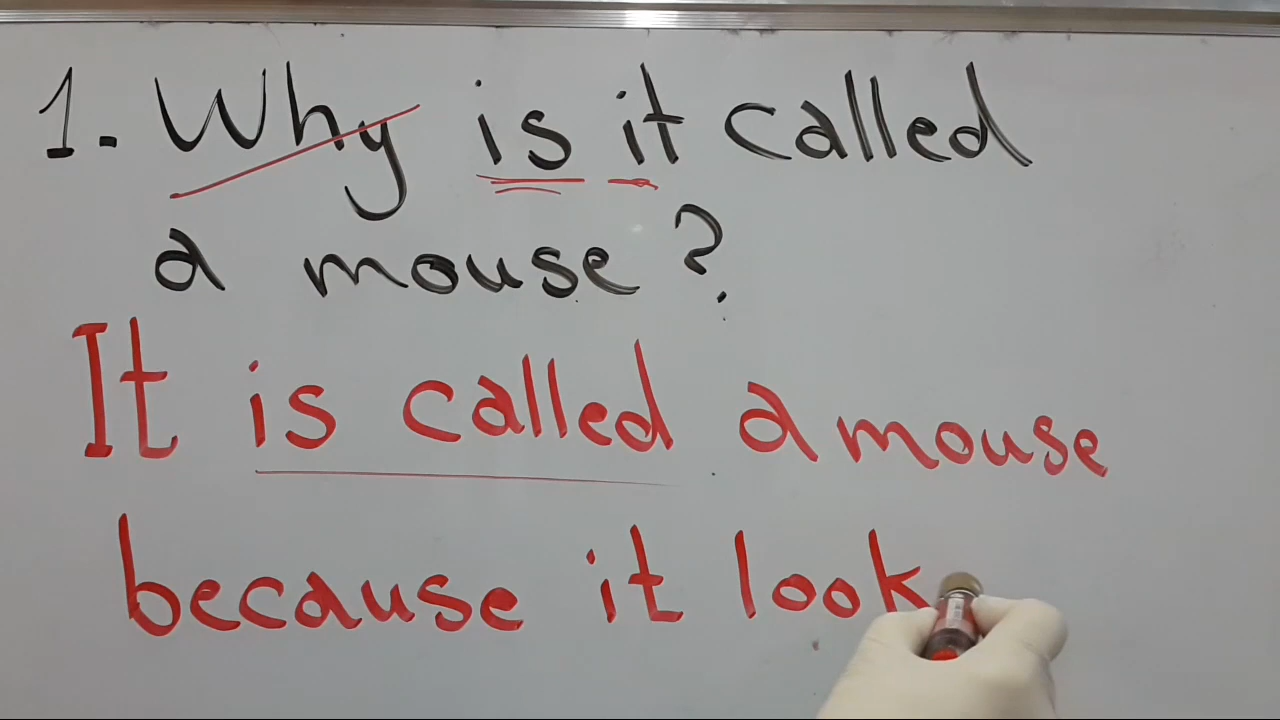 1. Why is it called
a mouse?
It is called a mouse
because it look